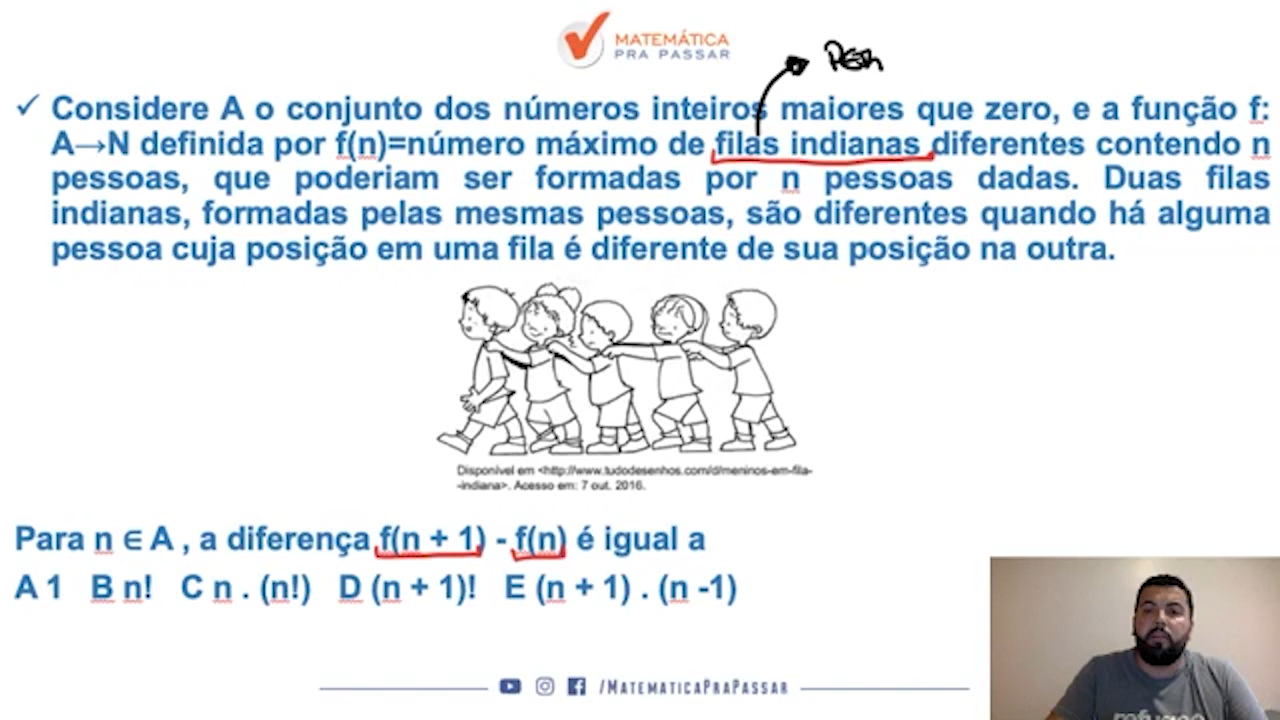 MATEMÁTICA
PRA PASSAR
✓ Considere A o conjunto dos números inteiros maiores que zero, e a função f:
A→N definida por f(n)=número máximo de filas indianas diferentes contendo n
pessoas, que poderiam ser formadas por n pessoas dadas. Duas filas
indianas, formadas pelas mesmas pessoas, são diferentes quando há alguma
pessoa cuja posição em uma fila é diferente de sua posição na outra.
Disponível em <http://www.tudodesenhos.com/d/meninos-em-fila-
-indiana>. Acesso em: 7 out. 2016.
Para n ∈ A , a diferença f(n + 1) - f(n) é igual a
A 1 B n! C n . (n!) D (n + 1)! E (n + 1) . (n -1)
/MATEMATICAPRAPASSAR